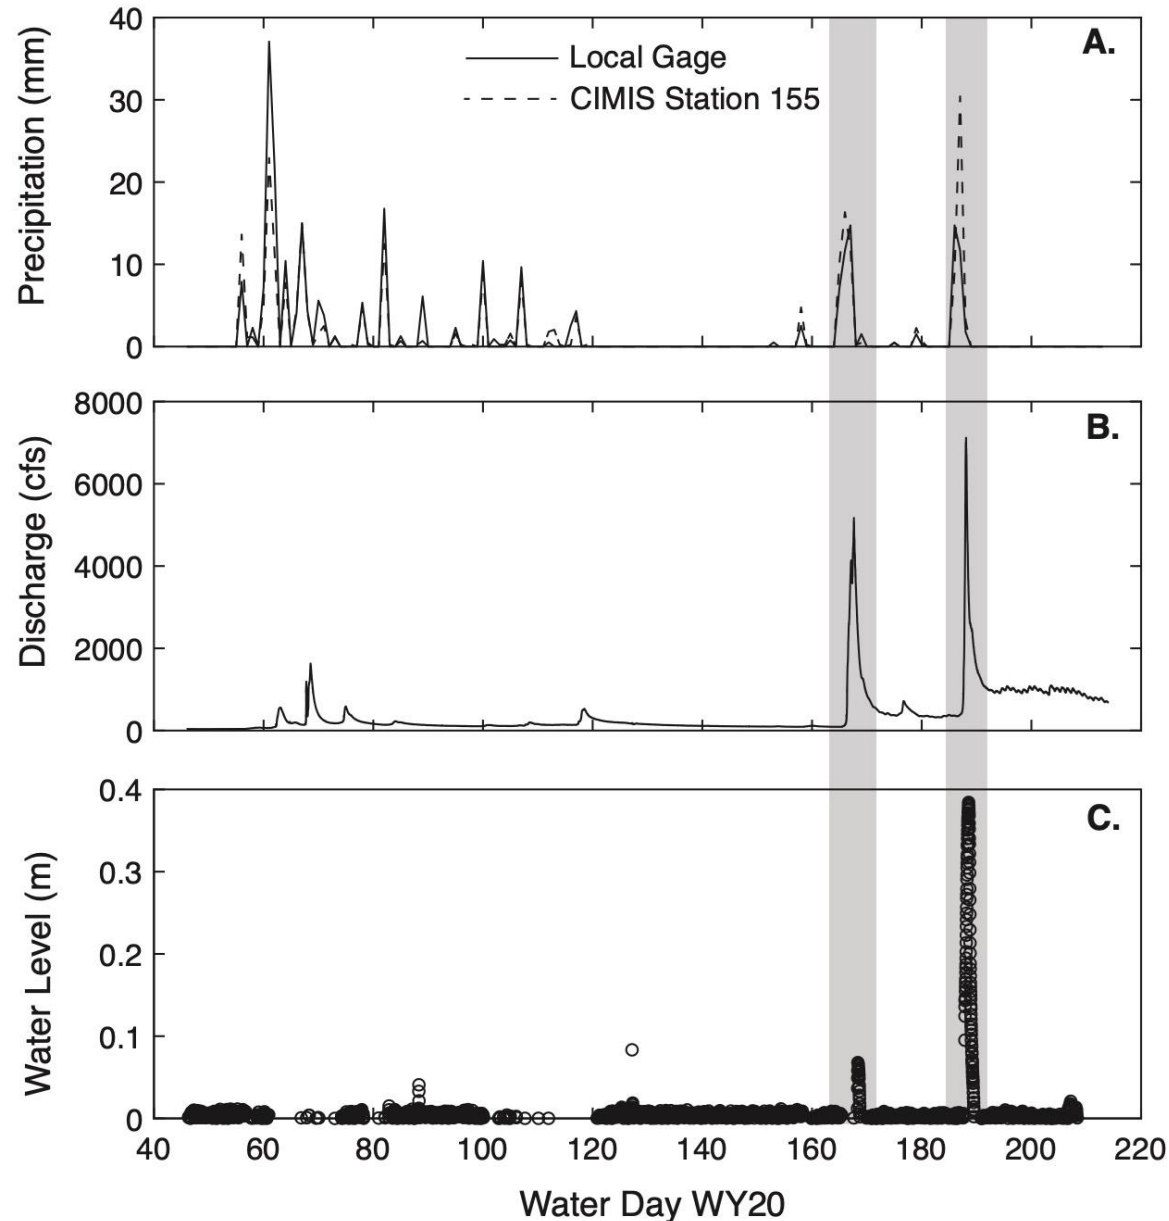 A.
Local Gage
CIMIS Station 155
Precipitation (mm)
40
30
20
10
0
B.
Discharge (cfs)
8000
6000
4000
2000
0
C.
Water Level (m)
0.4
0.3
0.2
0.1
0
40 60 80 100 120 140 160 180 200 220
Water Day WY20